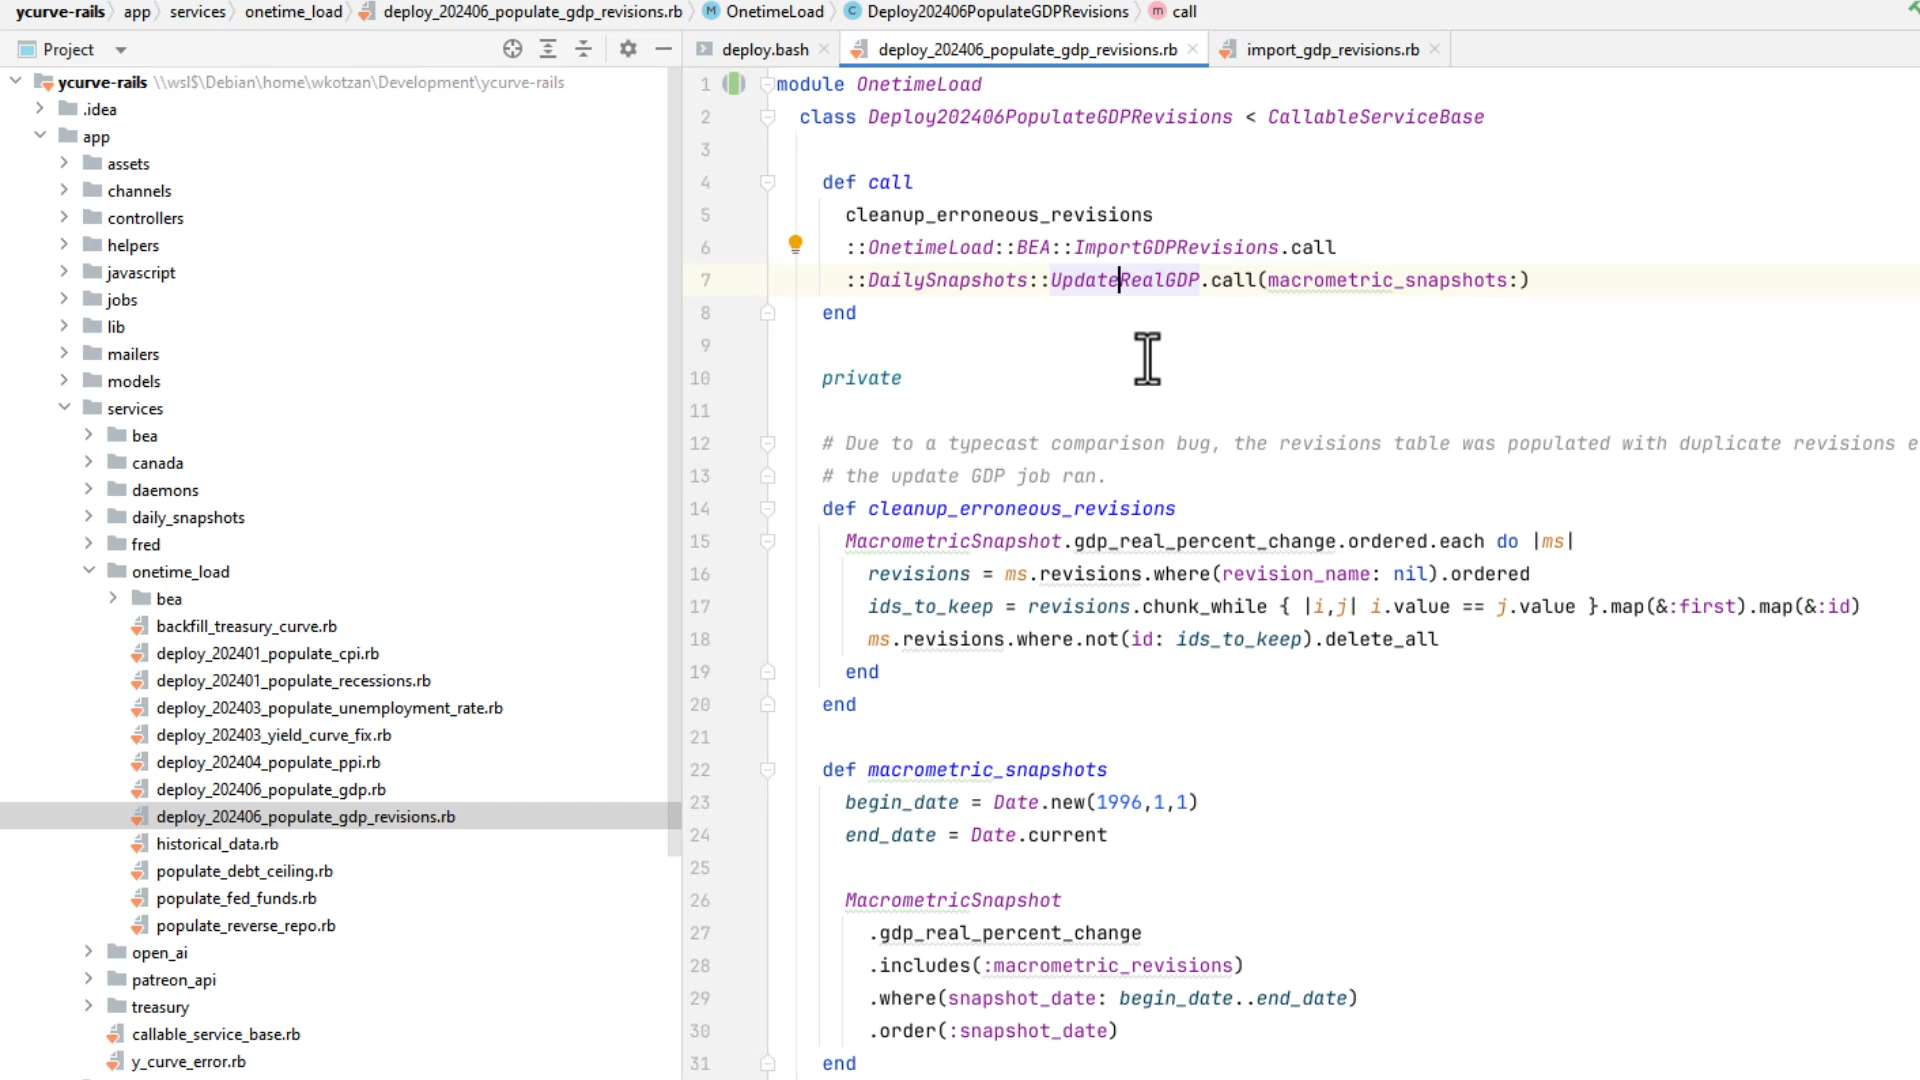 ycurve-rails app services onetime_load deploy_202406_populate_gdp_revisions.rb M OnetimeLoad C Deploy202406PopulateGDPRevisions m call
Project
deploy.bash
deploy_202406_populate_gdp_revisions.rb
import_gdp_revisions.rb
ycurve-rails \\wsl$\Debian\home\wkotzan\Development\ycurve-rails
.idea
app
assets
channels
controllers
helpers
javascript
jobs
lib
mailers
models
services
bea
canada
daemons
daily_snapshots
fred
onetime_load
bea
backfill_treasury_curve.rb
deploy_202401_populate_cpi.rb
deploy_202401_populate_recessions.rb
deploy_202403_populate_unemployment_rate.rb
deploy_202403_yield_curve_fix.rb
deploy_202404_populate_ppi.rb
deploy_202406_populate_gdp.rb
deploy_202406_populate_gdp_revisions.rb
historical_data.rb
populate_debt_ceiling.rb
populate_fed_funds.rb
populate_reverse_repo.rb
open_ai
patreon_api
treasury
callable_service_base.rb
y_curve_error.rb
1 module OnetimeLoad
2 class Deploy202406PopulateGDPRevisions < CallableServiceBase
3
4 def call
5 cleanup_erroneous_revisions
6 ::OnetimeLoad::BEA::ImportGDPRevisions.call
7 ::DailySnapshots::UpdateRealGDP.call(macrometric_snapshots:)
8 end
9
10 private
11
12 # Due to a typecast comparison bug, the revisions table was populated with duplicate revisions e
13 # the update GDP job ran.
14 def cleanup_erroneous_revisions
15 MacrometricSnapshot.gdp_real_percent_change.ordered.each do |ms|
16 revisions = ms.revisions.where(revision_name: nil).ordered
17 ids_to_keep = revisions.chunk_while { |i,j| i.value == j.value }.map(&:first).map(&:id)
18 ms.revisions.where.not(id: ids_to_keep).delete_all
19 end
20 end
21
22 def macrometric_snapshots
23 begin_date = Date.new(1996,1,1)
24 end_date = Date.current
25
26 MacrometricSnapshot
27 .gdp_real_percent_change
28 .includes(:macrometric_revisions)
29 .where(snapshot_date: begin_date..end_date)
30 .order(:snapshot_date)
31 end